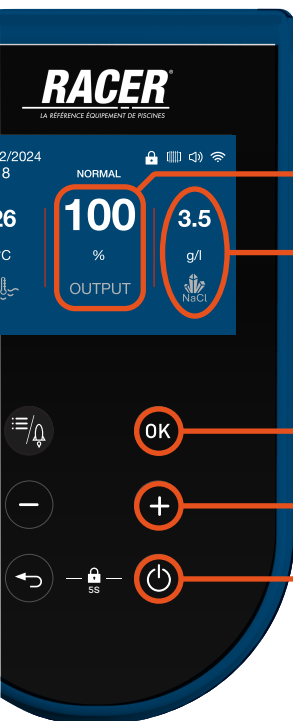 RACER
LA RÉFÉRENCE ÉQUIPEMENT DE PISCINES
2/2024
8
NORMAL
26
100
3.5
°C
%
g/l
OUTPUT
NaCl
OK
5S